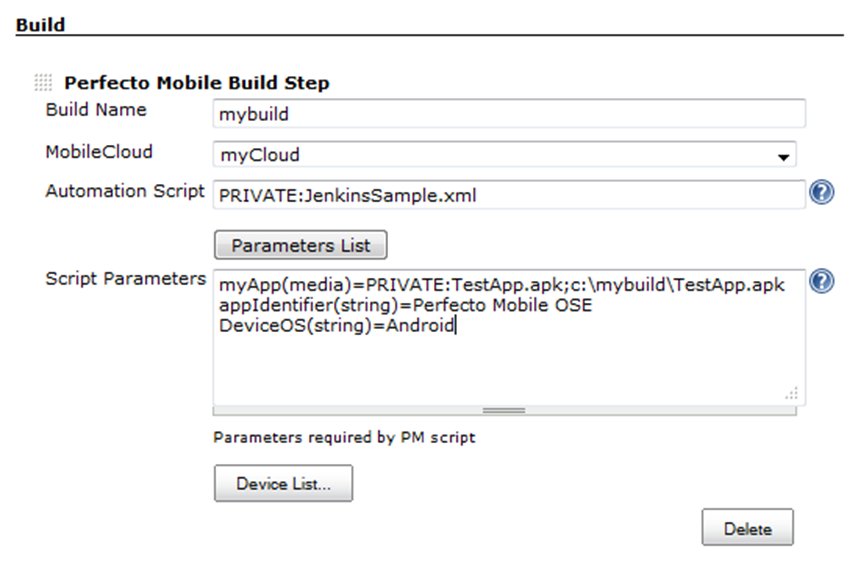 Build
Perfecto Mobile Build Step
Build Name
mybuild
MobileCloud
myCloud
Automation Script
PRIVATE:JenkinsSample.xml
?
Parameters List
Script Parameters
myApp(media)=PRIVATE:TestApp.apk;c:\mybuild\TestApp.apk
appIdentifier(string)=Perfecto Mobile OSE
DeviceOS(string)=Android
?
Parameters required by PM script
Device List...
Delete